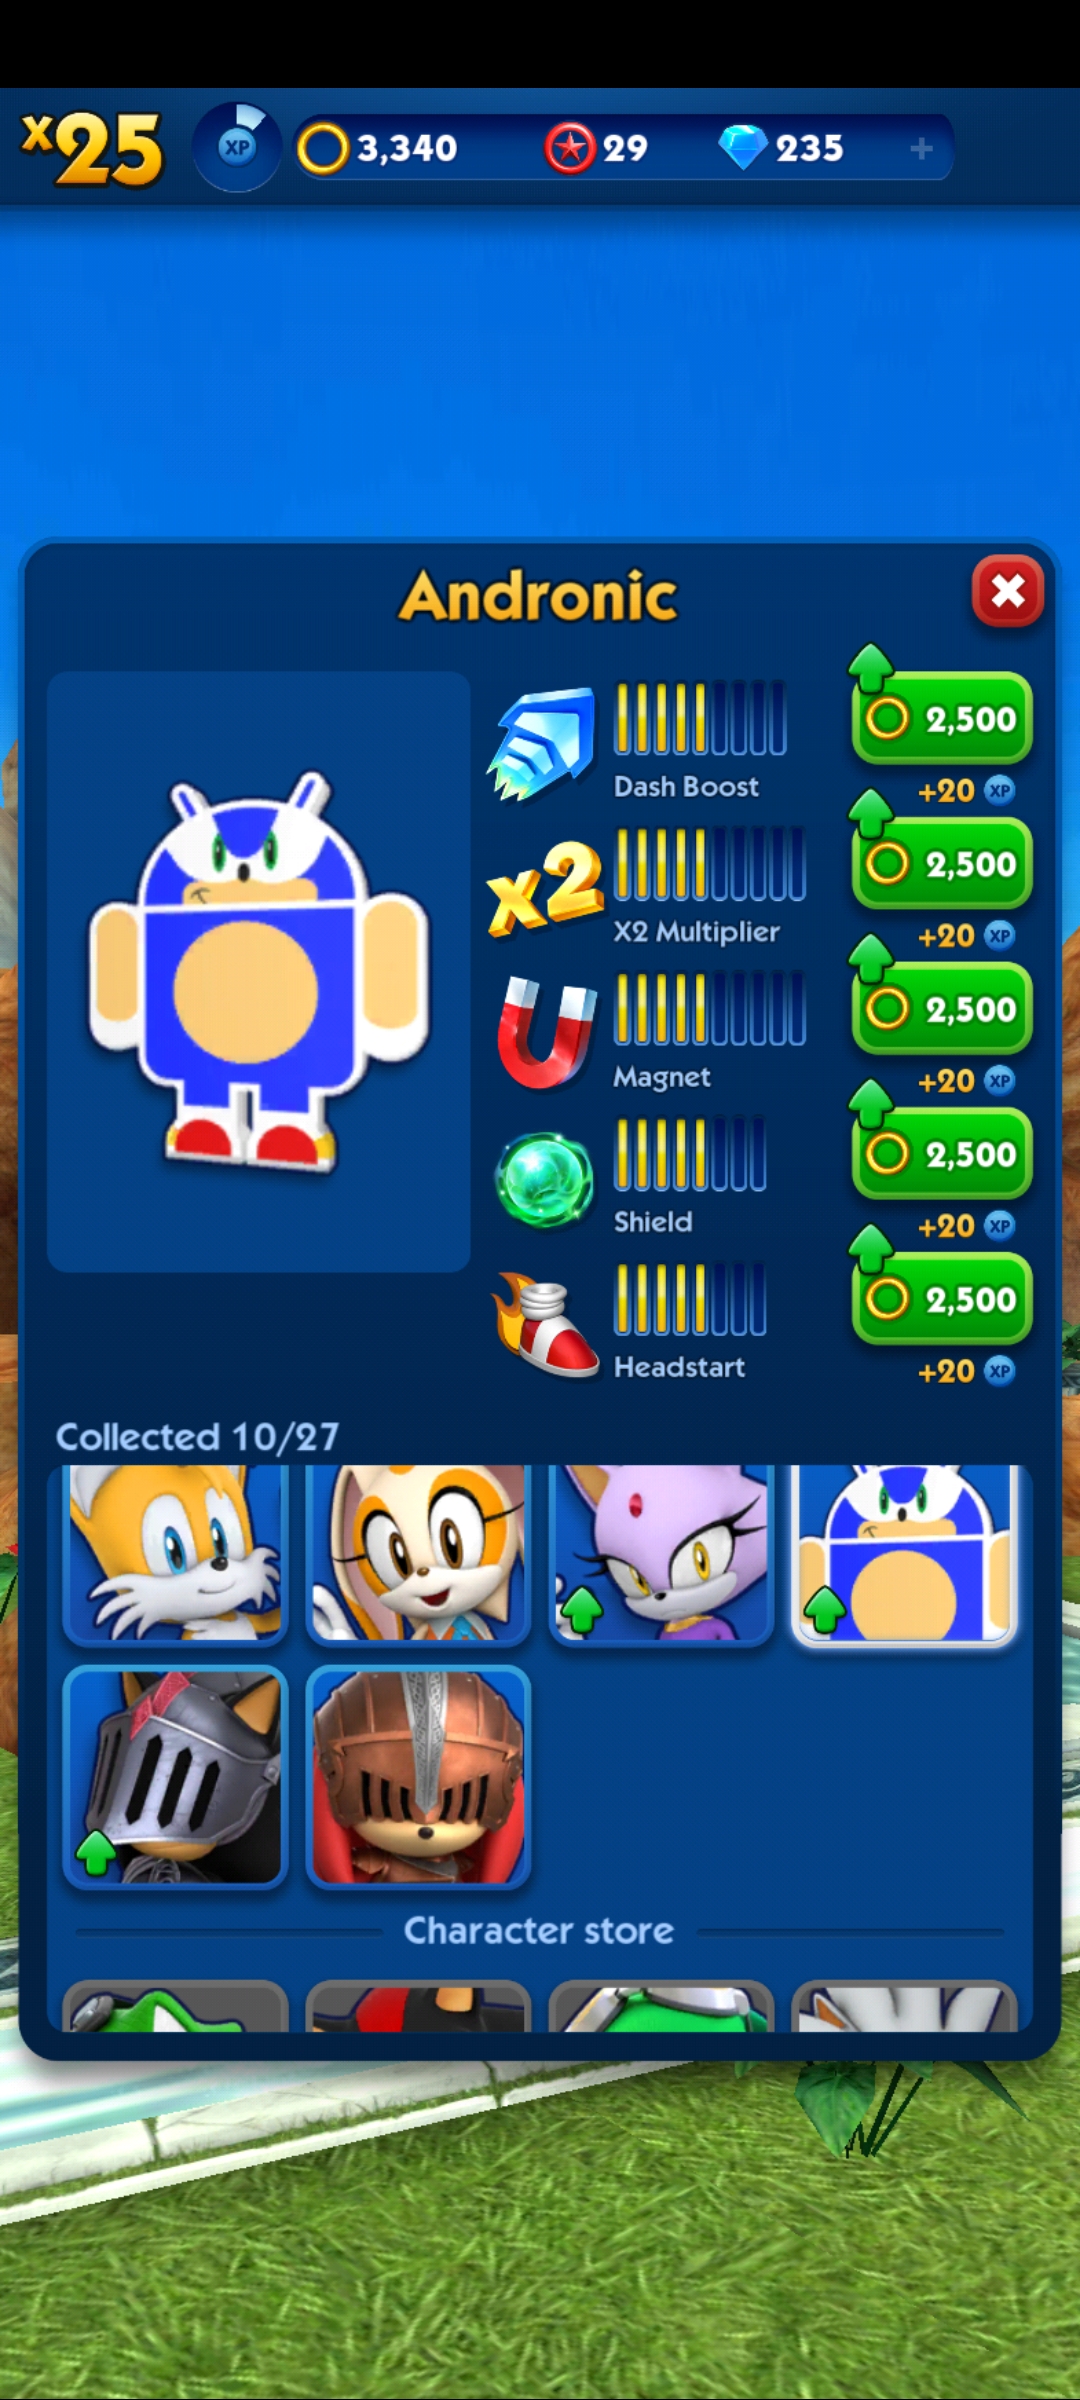 x25
XP
3,340
29
235
+
Andronic
2,500
Dash Boost
+20 XP
x2
2,500
X2 Multiplier
+20 XP
2,500
Magnet
+20 XP
2,500
Shield
+20 XP
2,500
Headstart
+20 XP
Collected 10/27
Character store